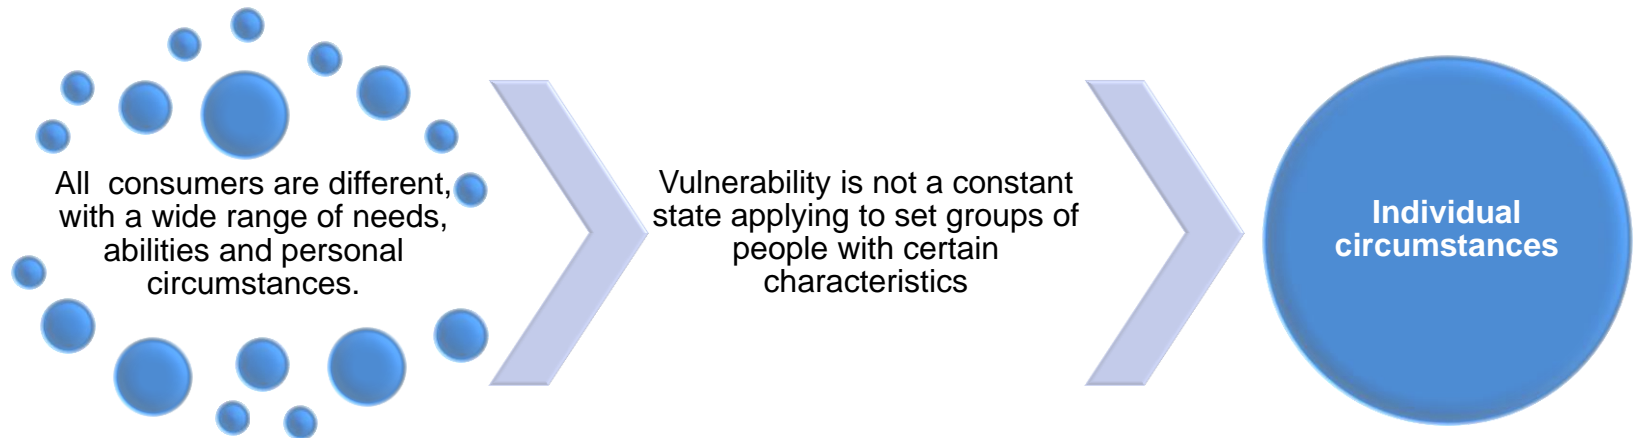 All  consumers are different,
with a wide range of needs,
abilities and personal
circumstances.
Vulnerability is not a constant
state applying to set groups of
people with certain
characteristics
Individual
circumstances